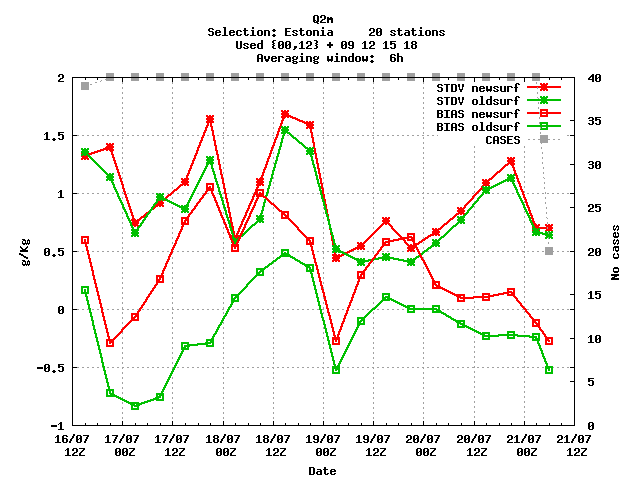 Q2m
Selection: Estonia     20 stations
Used {00,12} + 09 12 15 18
Averaging window:  6h
STDV newsurf
STDV oldsurf
BIAS newsurf
BIAS oldsurf
CASES
2
1.5
1
0.5
0
-0.5
-1
g/Kg
40
35
30
25
20
15
10
5
0
No cases
16/07 17/07 17/07 18/07 18/07 19/07 19/07 20/07 20/07 21/07 21/07
12Z 00Z 12Z 00Z 12Z 00Z 12Z 00Z 12Z 00Z 12Z
Date